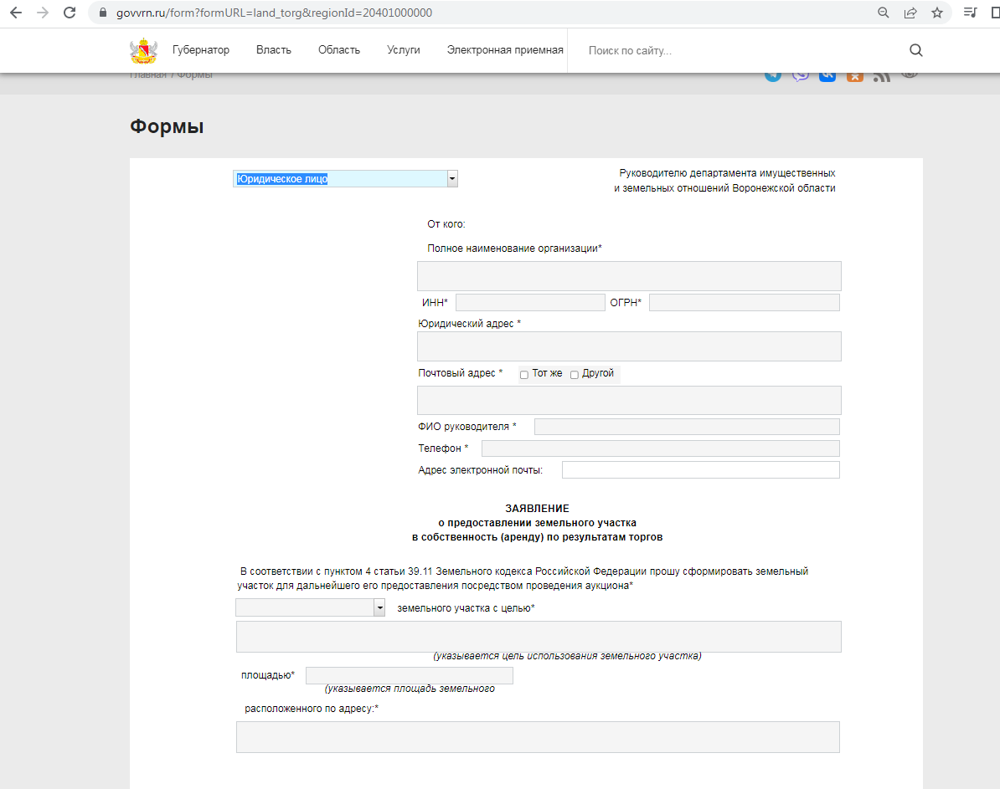 govvrn.ru/form?formURL=land_torg&regionId=20401000000
Губернатор Власть Область Услуги Электронная приемная Поиск по сайту...
Главная / Формы
Формы
Юридическое лицо
Руководителю департамента имущественных
и земельных отношений Воронежской области
От кого:
Полное наименование организации*
ИНН* ОГРН*
Юридический адрес *
Почтовый адрес * Тот же Другой
ФИО руководителя *
Телефон *
Адрес электронной почты:
ЗАЯВЛЕНИЕ
о предоставлении земельного участка
в собственность (аренду) по результатам торгов
В соответствии с пунктом 4 статьи 39.11 Земельного кодекса Российской Федерации прошу сформировать земельный
участок для дальнейшего его предоставления посредством проведения аукциона*
земельного участка с целью*
(указывается цель использования земельного участка)
площадью*
(указывается площадь земельного
расположенного по адресу:*